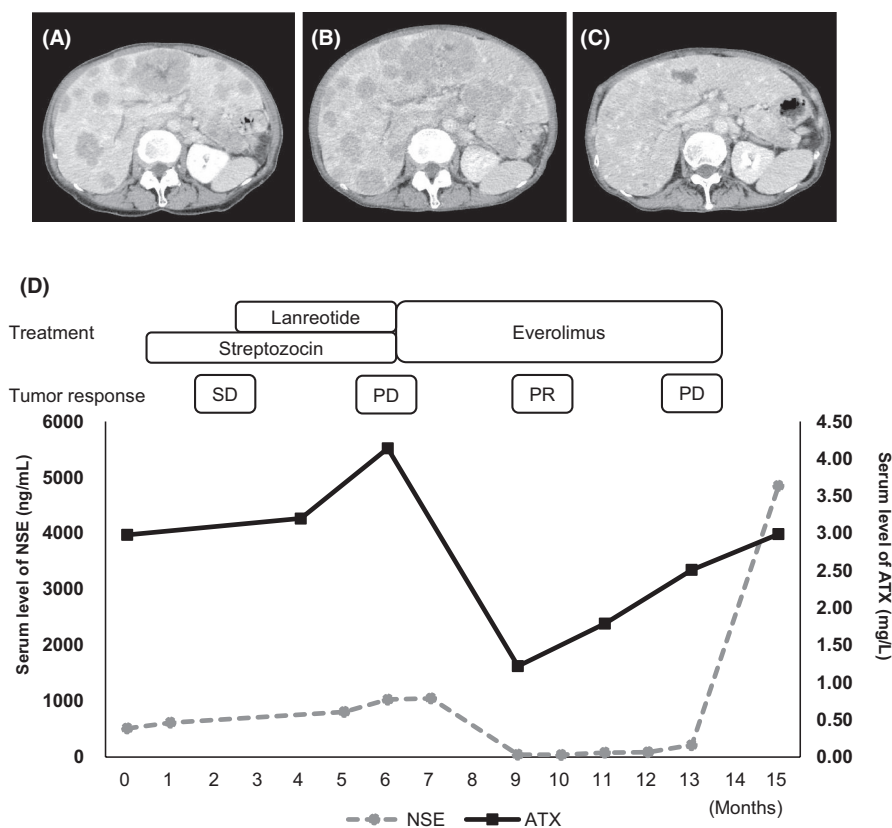 (A)
(B)
(C)
(D)
Treatment
Lanreotide
Streptozocin
Everolimus
Tumor response
SD
PD
PR
PD
Serum level of NSE (ng/mL)
6000
5000
4000
3000
2000
1000
0
4.50
4.00
3.50
3.00
2.50
2.00
1.50
1.00
0.50
0.00
Serum level of ATX (mg/L)
0 1 2 3 4 5 6 7 8 9 10 11 12 13 14 15
(Months)
NSE ATX